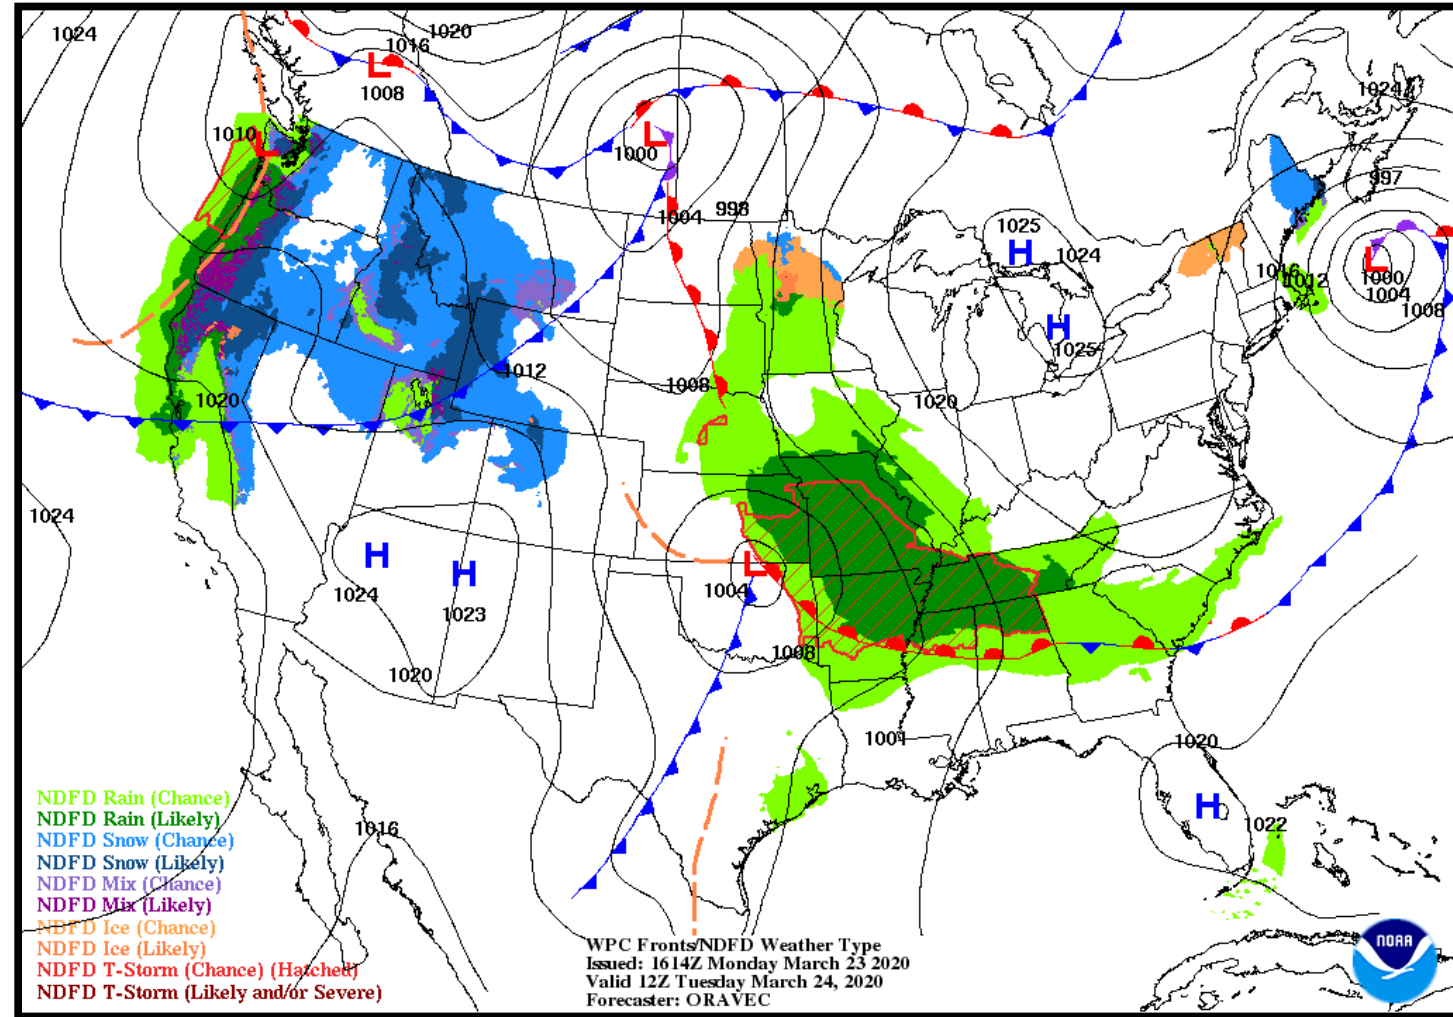 1024
1020
1016
L
1008
1024
1010
L
L
1000
997
1004
998
1025
H
1024
L
1000
1004
1008
1016
1012
H
1025
1012
1008
1020
1020
1024
H
H
1024
1023
L
1004
1008
1020
1001
1020
H
1022
1016
NDFD Rain (Chance)
NDFD Rain (Likely)
NDFD Snow (Chance)
NDFD Snow (Likely)
NDFD Mix (Chance)
NDFD Mix (Likely)
NDFD Ice (Chance)
NDFD Ice (Likely)
NDFD T-Storm (Chance) (Hatched)
NDFD T-Storm (Likely and/or Severe)
WPC Fronts/NDFD Weather Type
Issued: 1614Z Monday March 23 2020
Valid 12Z Tuesday March 24, 2020
Forecaster: ORAVEC
NOAA